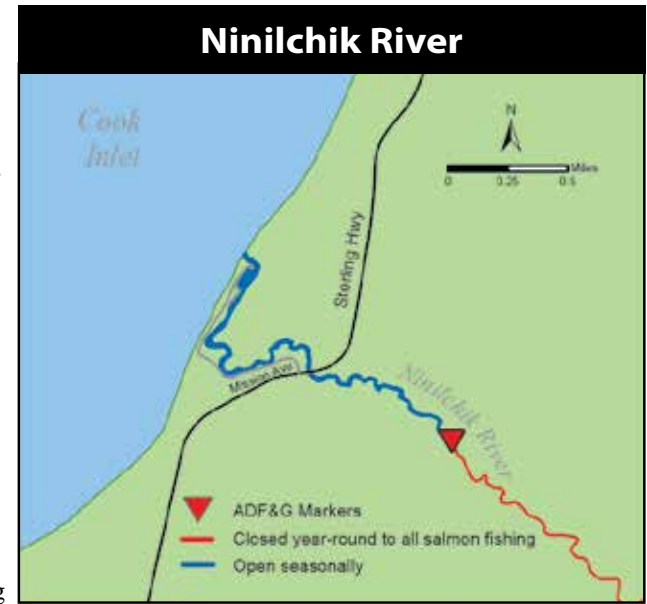 Ninilchik River
Cook
Inlet
N
Miles
0 0.25 0.5
Sterling Hwy
Mission Ave
Ninilchik River
ADF&G Markers
Closed year-round to all salmon fishing
Open seasonally
g